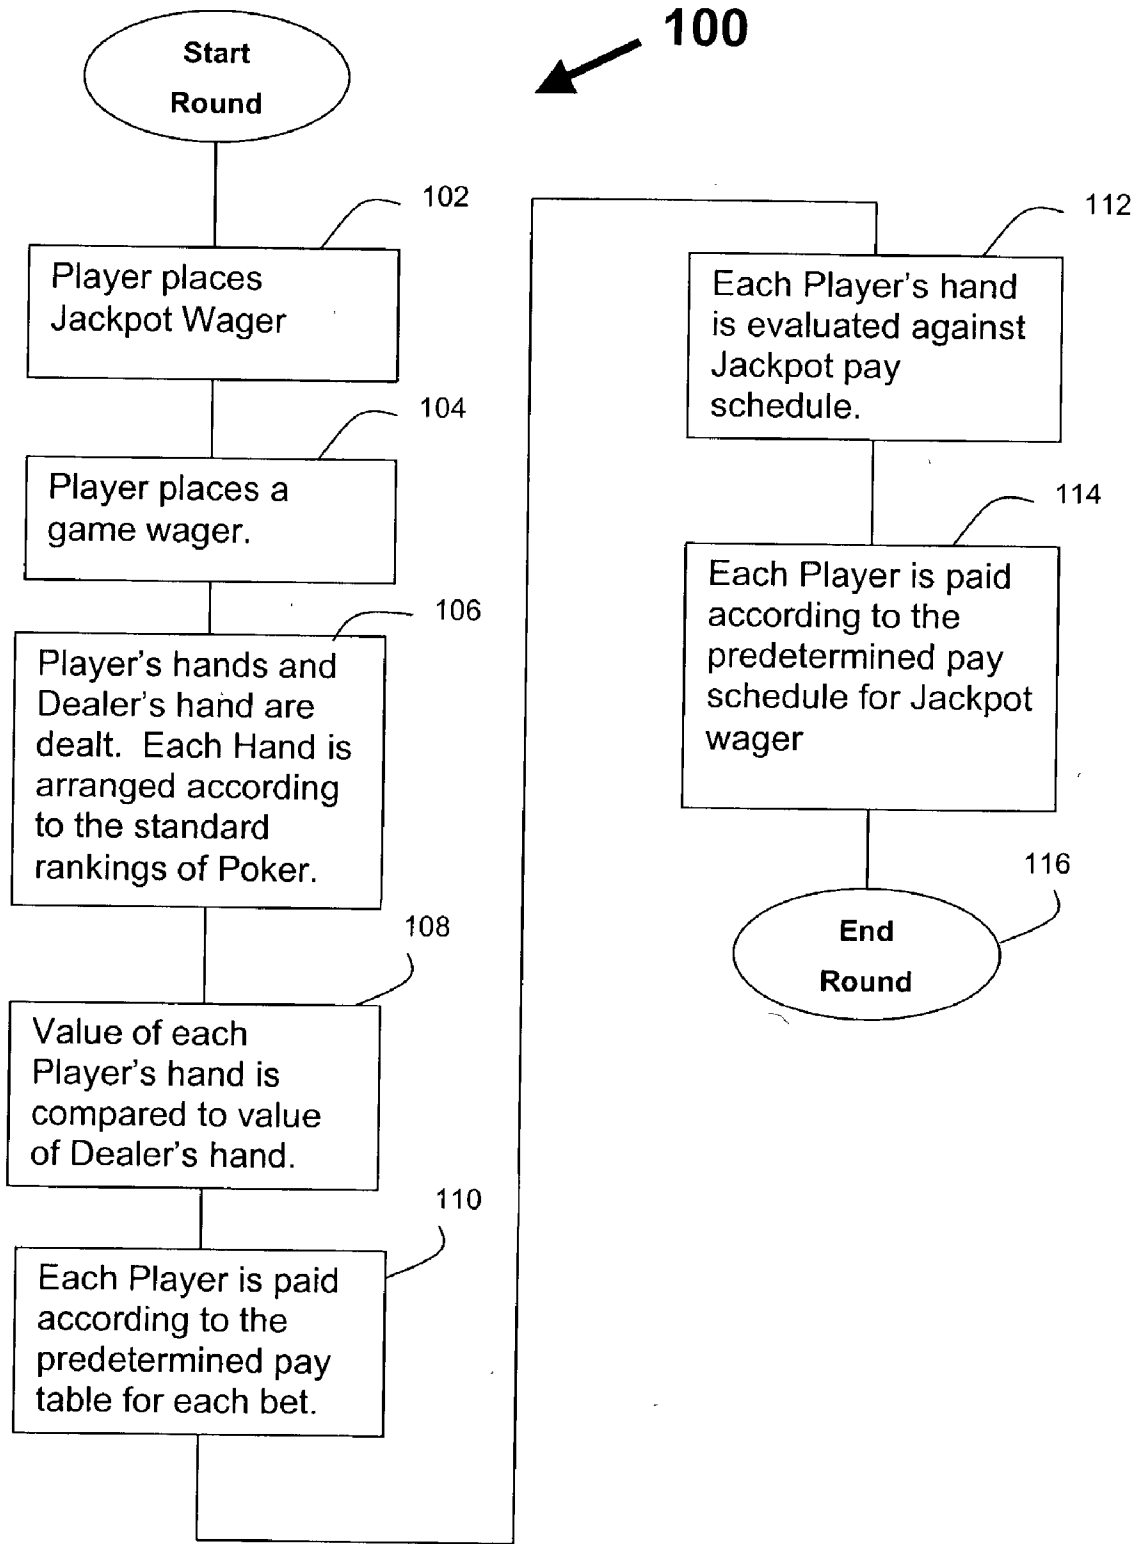 100
Start
Round
102
Player places
Jackpot Wager
104
Player places a
game wager.
106
Player's hands and
Dealer's hand are
dealt. Each Hand is
arranged according
to the standard
rankings of Poker.
108
Value of each
Player's hand is
compared to value
of Dealer's hand.
110
Each Player is paid
according to the
predetermined pay
table for each bet.
112
Each Player's hand
is evaluated against
Jackpot pay
schedule.
114
Each Player is paid
according to the
predetermined pay
schedule for Jackpot
wager
116
End
Round